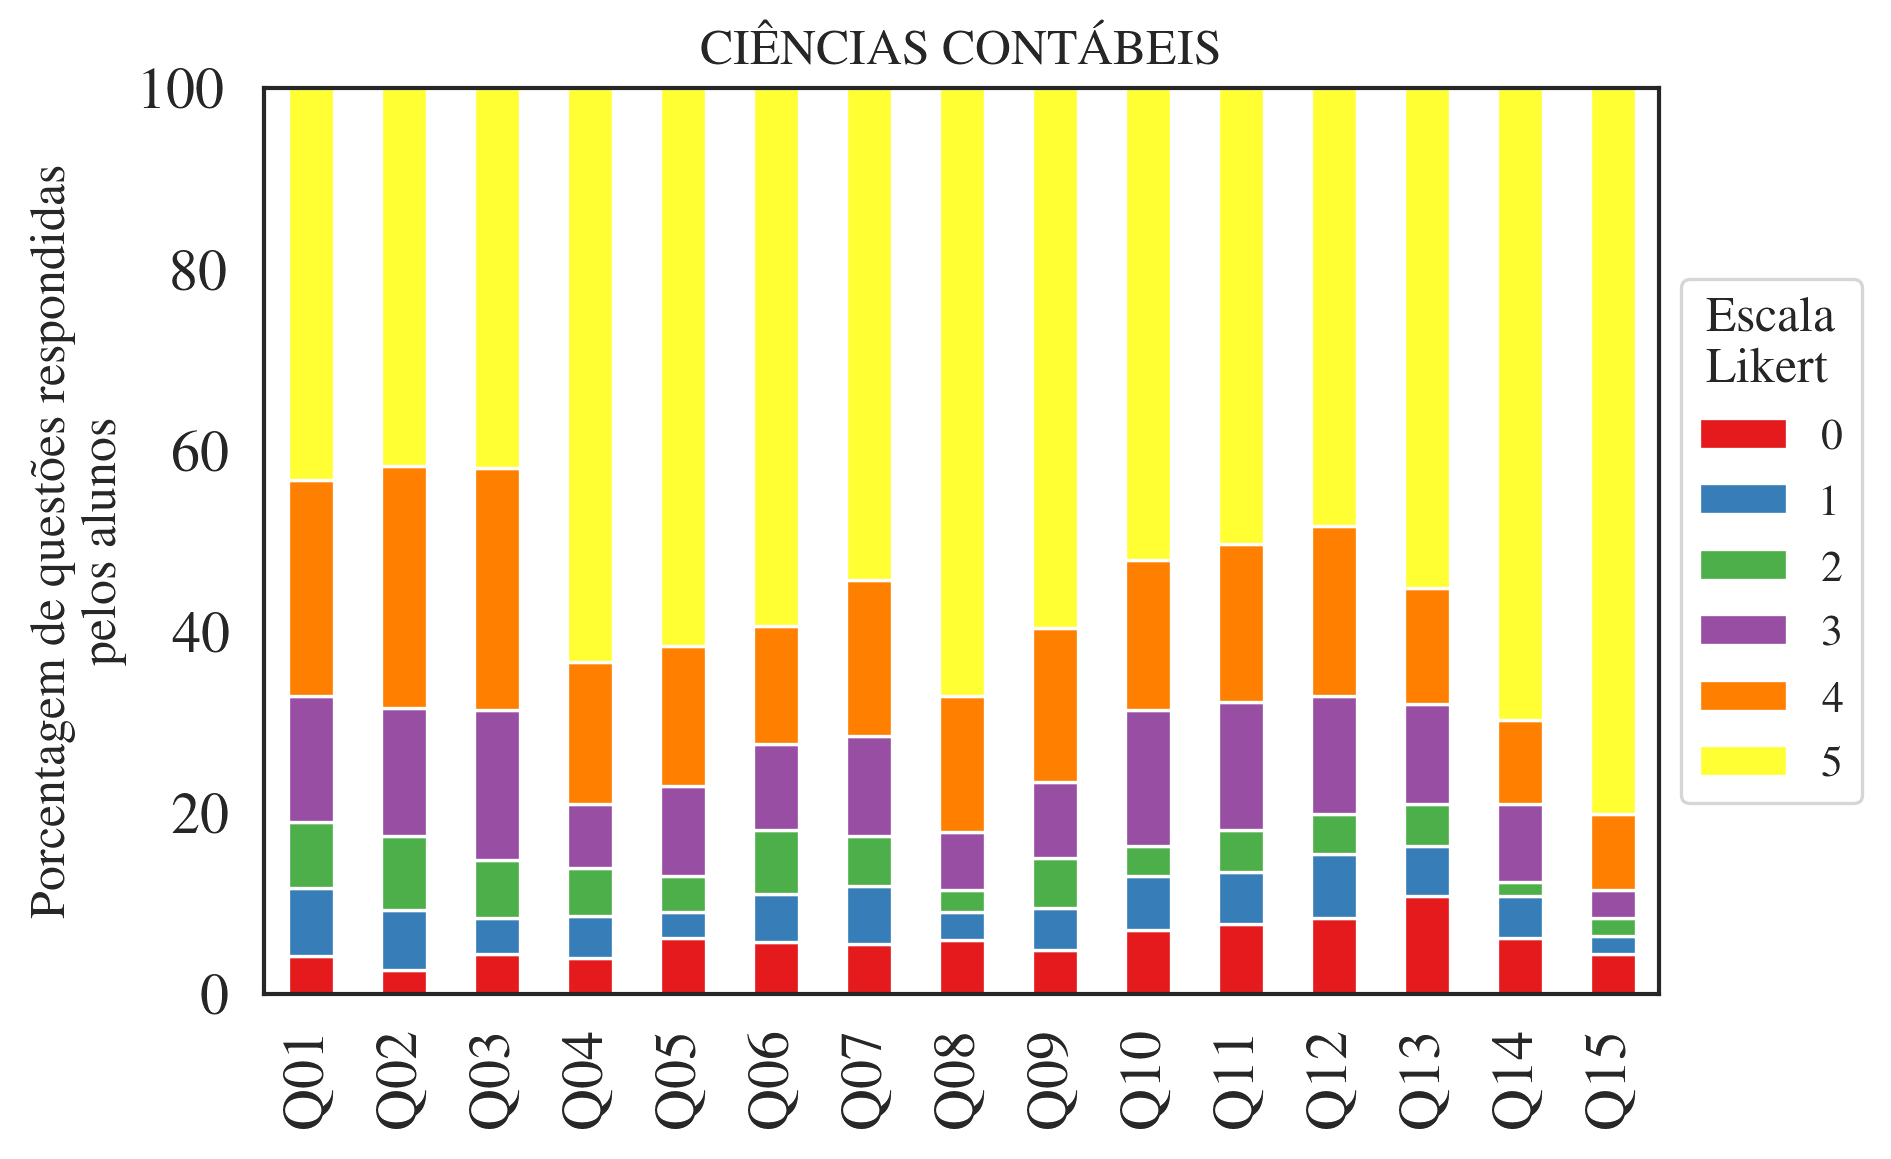 CIÊNCIAS CONTÁBEIS
Porcentagem de questões respondidas
pelos alunos
100
80
60
40
20
0
Q01
Q02
Q03
Q04
Q05
Q06
Q07
Q08
Q09
Q10
Q11
Q12
Q13
Q14
Q15
Escala
Likert
0
1
2
3
4
5